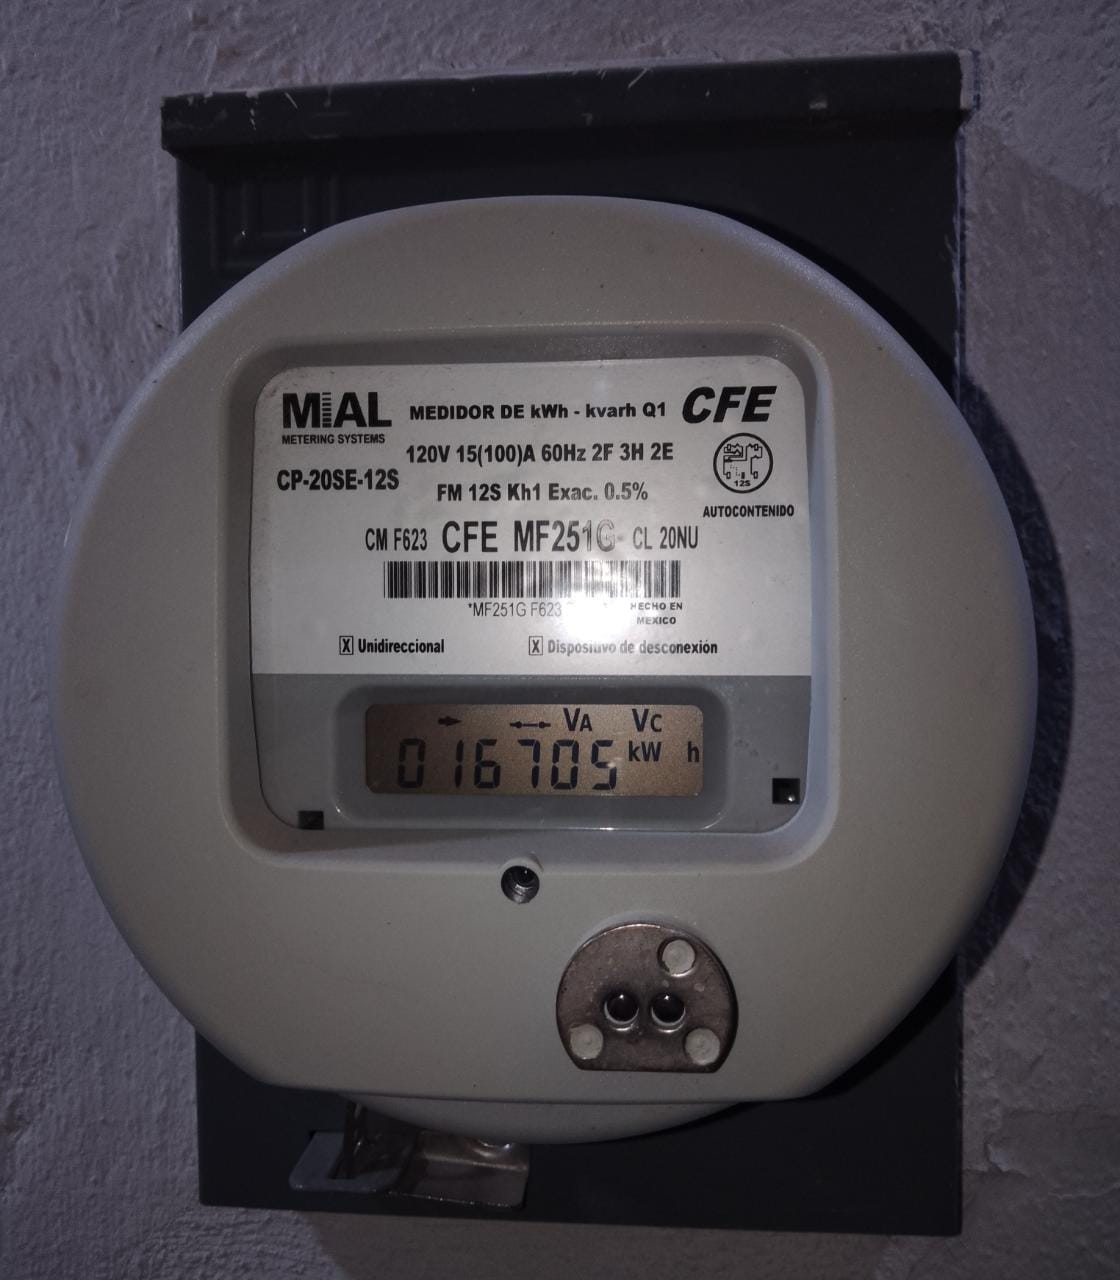 MIAL MEDIDOR DE kWh - kvarh Q1 CFE
METERING SYSTEMS
120V 15(100)A 60Hz 2F 3H 2E
CP-20SE-12S
FM 12S Kh1 Exac. 0.5%
12S
AUTOCONTENIDO
CM F623 CFE MF251G CL 20NU
*MF251G F623
HECHO EN
MEXICO
X Unidireccional X Dispositivo de desconexión
VA VC
016705 kW h